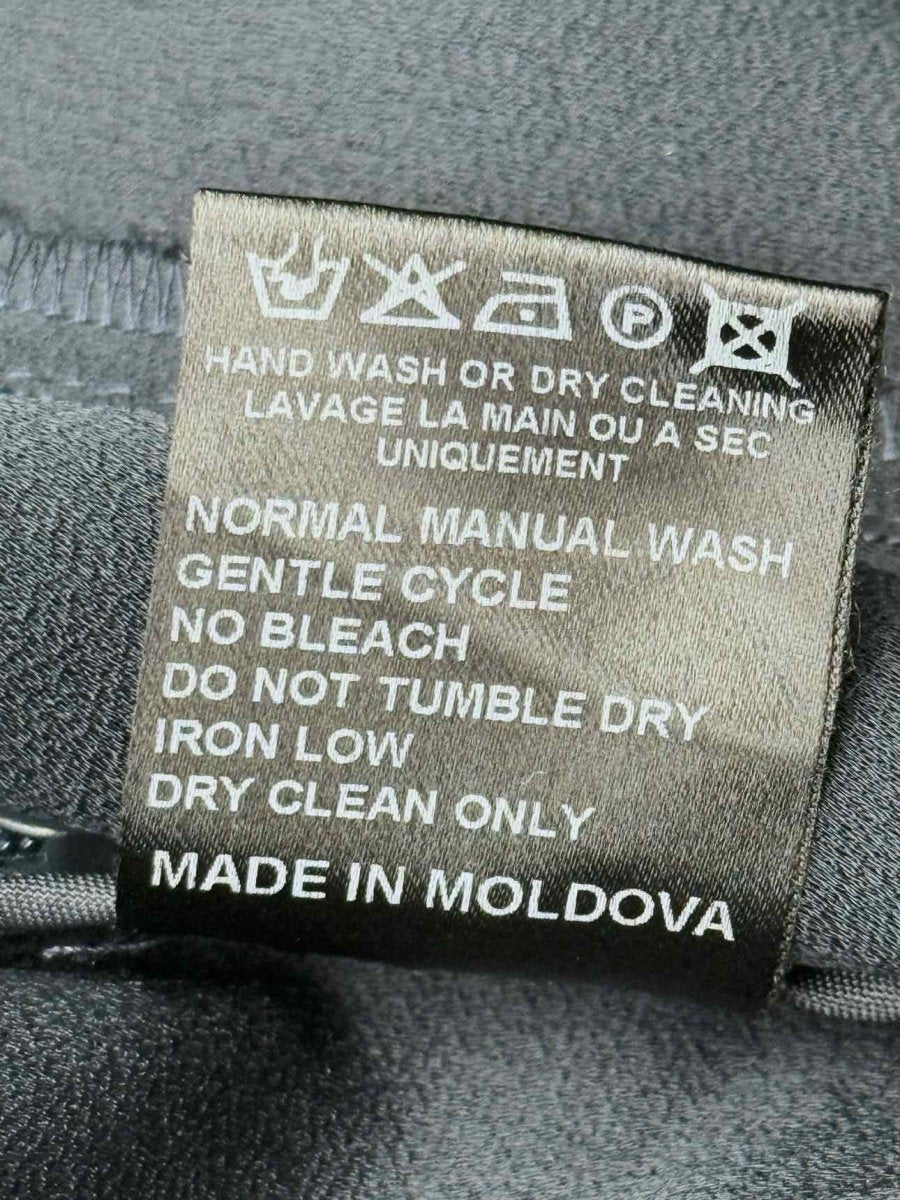 P
HAND WASH OR DRY CLEANING
LAVAGE LA MAIN OU A SEC
UNIQUEMENT
NORMAL MANUAL WASH
GENTLE CYCLE
NO BLEACH
DO NOT TUMBLE DRY
IRON LOW
DRY CLEAN ONLY
MADE IN MOLDOVA